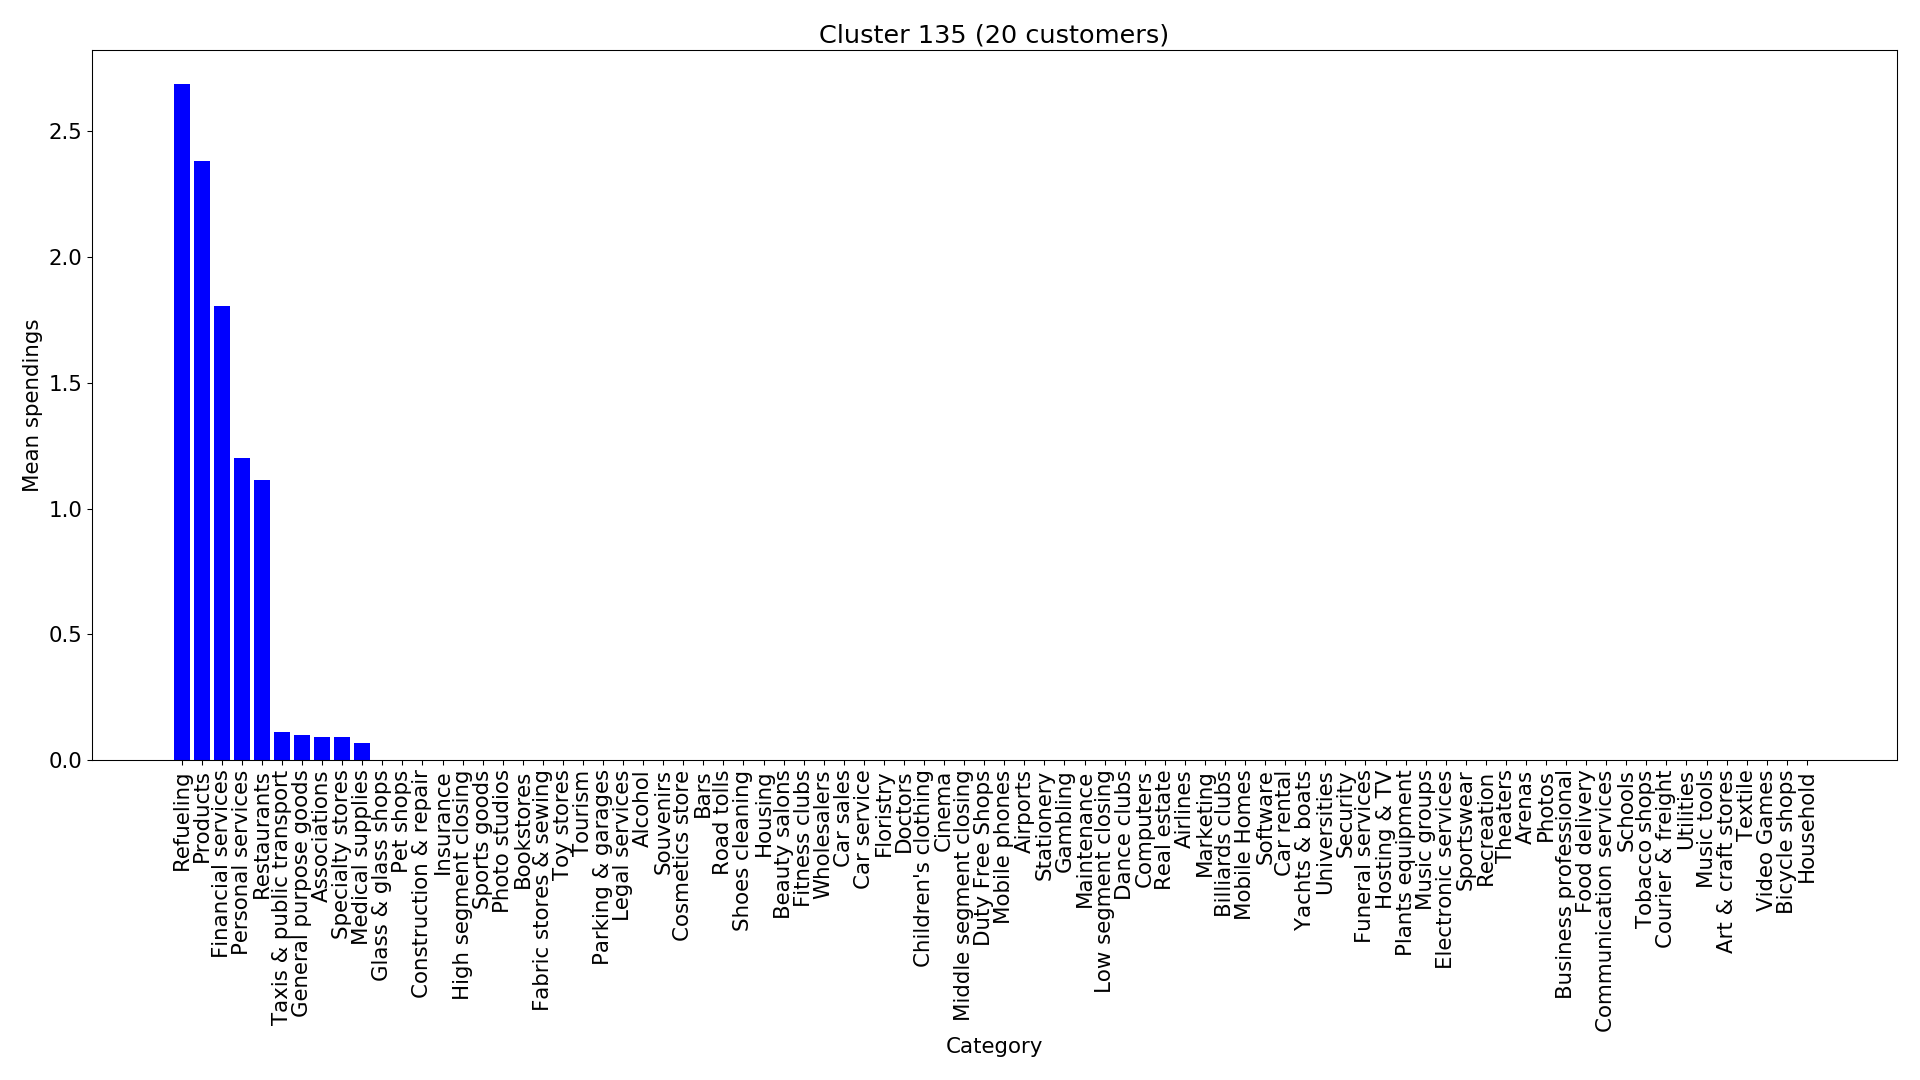 Cluster 135 (20 customers)
Mean spendings
2.5
2.0
1.5
1.0
0.5
0.0
Refueling
Products
Financial services
Personal services
Restaurants
Taxis & public transport
General purpose goods
Associations
Specialty stores
Medical supplies
Glass & glass shops
Pet shops
Construction & repair
Insurance
High segment closing
Sports goods
Photo studios
Bookstores
Fabric stores & sewing
Toy stores
Tourism
Parking & garages
Legal services
Alcohol
Souvenirs
Cosmetics store
Bars
Road tolls
Shoes cleaning
Housing
Beauty salons
Fitness clubs
Wholesalers
Car sales
Car service
Floristry
Doctors
Children's clothing
Cinema
Middle segment closing
Duty Free Shops
Mobile phones
Airports
Stationery
Gambling
Maintenance
Low segment closing
Dance clubs
Computers
Real estate
Airlines
Marketing
Billiards clubs
Mobile Homes
Software
Car rental
Yachts & boats
Universities
Security
Funeral services
Hosting & TV
Plants equipment
Music groups
Electronic services
Sportswear
Recreation
Theaters
Arenas
Photos
Business professional
Food delivery
Communication services
Schools
Tobacco shops
Courier & freight
Utilities
Music tools
Art & craft stores
Textile
Video Games
Bicycle shops
Household
Category